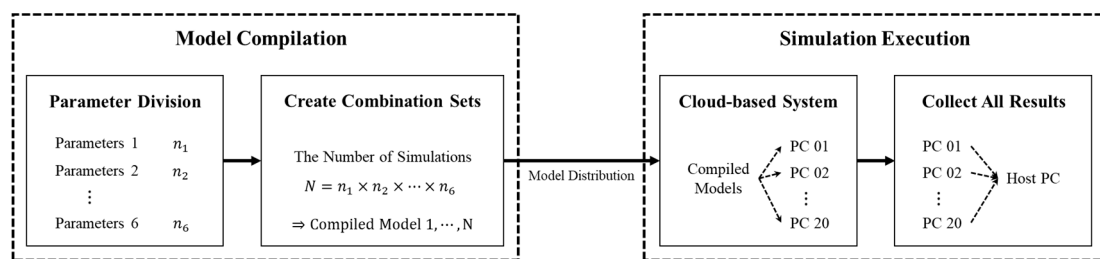 Model Compilation
Parameter Division
Parameters 1 n₁
Parameters 2 n₂
⋮
Parameters 6 n₆
Create Combination Sets
The Number of Simulations
N = n₁ × n₂ × ⋯ × n₆
⇒ Compiled Model 1, ⋯ , N
Model Distribution
Simulation Execution
Cloud-based System
Compiled
Models
PC 01
PC 02
⋮
PC 20
Collect All Results
PC 01
PC 02
⋮
PC 20
Host PC